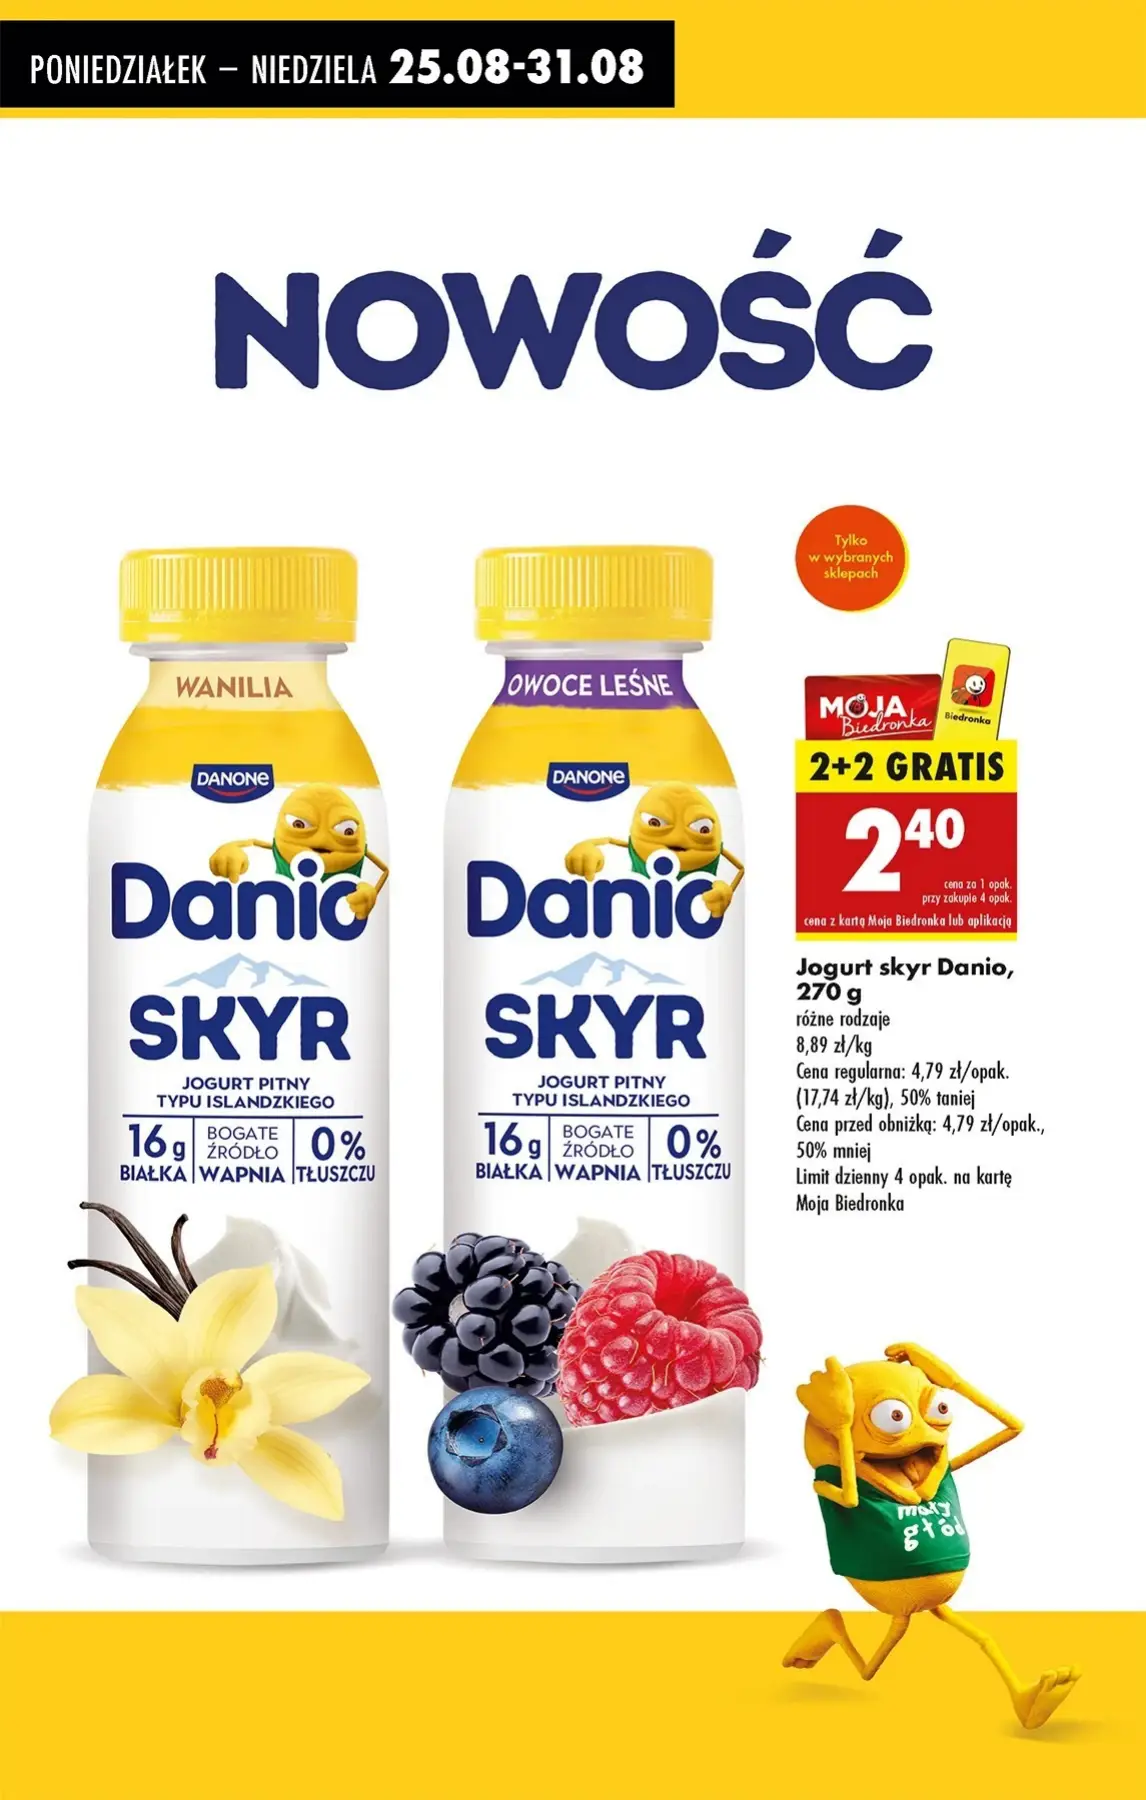 PONIEDZIAŁEK – NIEDZIELA 25.08-31.08
NOWOŚĆ
Tylko
w wybranych
sklepach
MOJA
Biedronka
Biedronka
2+2 GRATIS
2 40
cena za 1 opak.
przy zakupie 4 opak.
cena z kartą Moja Biedronka lub aplikacją
Jogurt skyr Danio,
270 g
różne rodzaje
8,89 zł/kg
Cena regularna: 4,79 zł/opak.
(17,74 zł/kg), 50% taniej
Cena przed obniżką: 4,79 zł/opak.,
50% mniej
Limit dzienny 4 opak. na kartę
Moja Biedronka
WANILIA
DANONE
Danio
SKYR
JOGURT PITNY
TYPU ISLANDZKIEGO
16 g
BIAŁKA
BOGATE
ŹRÓDŁO
WAPNIA
0%
TŁUSZCZU
OWOCE LEŚNE
DANONE
Danio
SKYR
JOGURT PITNY
TYPU ISLANDZKIEGO
16 g
BIAŁKA
BOGATE
ŹRÓDŁO
WAPNIA
0%
TŁUSZCZU
mały
głód